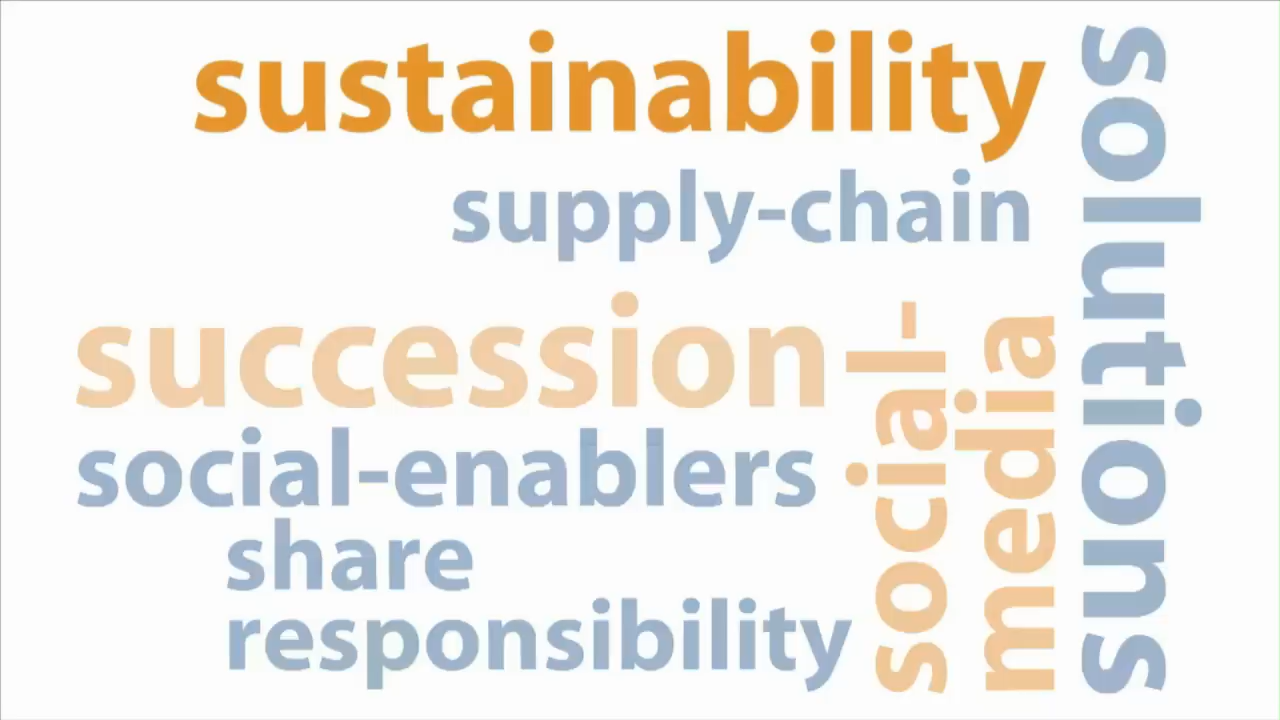 sustainability
supply-chain
succession
social-enablers
share
responsibility
social-
media
solutions